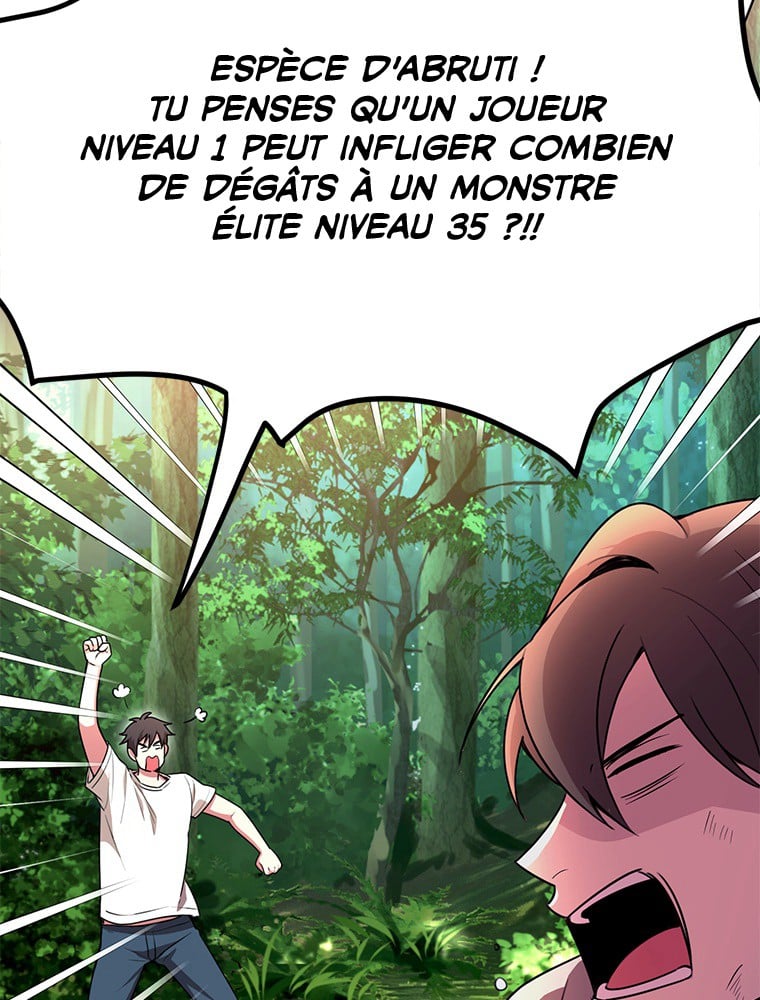 ESPÈCE D'ABRUTI !
TU PENSES QU'UN JOUEUR
NIVEAU 1 PEUT INFLIGER COMBIEN
DE DÉGÂTS À UN MONSTRE
ÉLITE NIVEAU 35 ?!!